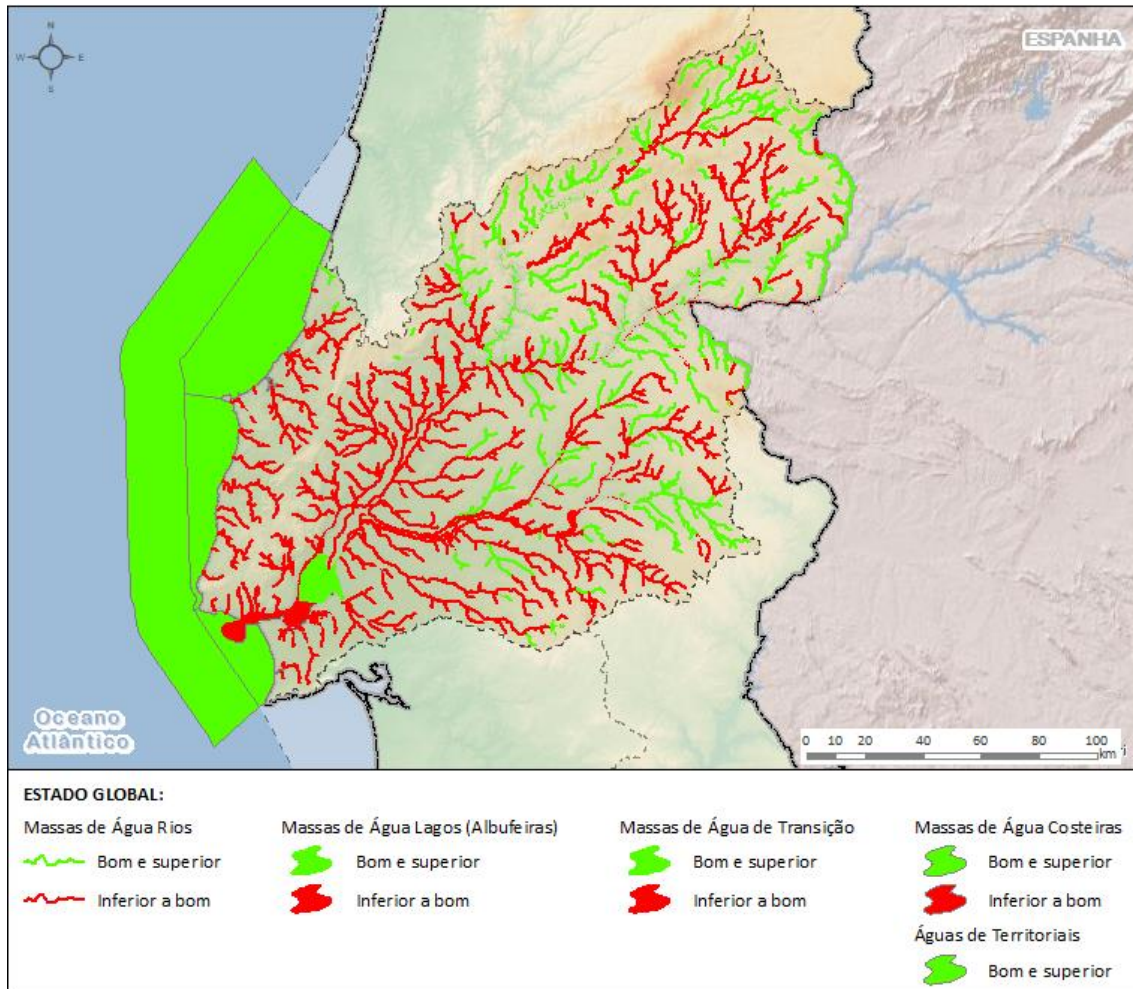 N
W E
S
ESPANHA
Oceano
Atlântico
0 10 20 40 60 80 100
km
ESTADO GLOBAL:
Massas de Água Rios
Bom e superior
Inferior a bom
Massas de Água Lagos (Albufeiras)
Bom e superior
Inferior a bom
Massas de Água de Transição
Bom e superior
Inferior a bom
Massas de Água Costeiras
Bom e superior
Inferior a bom
Águas de Territoriais
Bom e superior